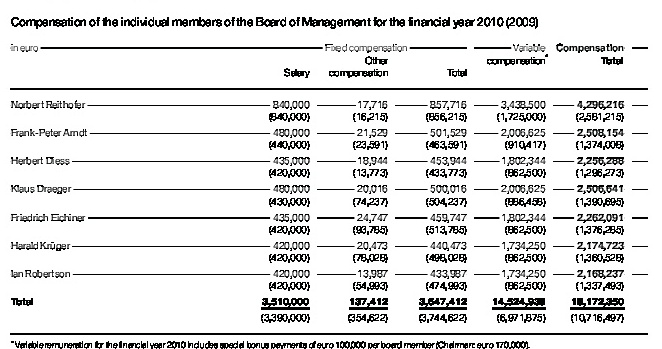 Compensation of the individual members of the Board of Management for the financial year 2010 (2009)
in euro Fixed compensation Variable Compensation
Other compensation* Total
Salary compensation Total
Norbert Reithofer 840,000 17,716 857,716 3,438,500 4,296,216
(840,000) (16,215) (856,215) (1,725,000) (2,581,215)
Frank-Peter Arndt 480,000 21,529 501,529 2,006,625 2,508,154
(440,000) (23,591) (463,591) (910,417) (1,374,008)
Herbert Diess 435,000 18,944 453,944 1,802,344 2,256,288
(420,000) (13,773) (433,773) (862,500) (1,296,273)
Klaus Draeger 480,000 20,016 500,016 2,006,625 2,506,641
(430,000) (74,237) (504,237) (886,458) (1,390,695)
Friedrich Eichiner 435,000 24,747 459,747 1,802,344 2,262,091
(420,000) (93,785) (513,785) (862,500) (1,376,285)
Harald Krüger 420,000 20,473 440,473 1,734,250 2,174,723
(420,000) (78,028) (498,028) (862,500) (1,360,528)
Ian Robertson 420,000 13,987 433,987 1,734,250 2,168,237
(420,000) (54,993) (474,993) (862,500) (1,337,493)
Total 3,510,000 137,412 3,647,412 14,524,938 18,172,350
(3,390,000) (354,622) (3,744,622) (6,971,875) (10,716,497)
*Variable remuneration for the financial year 2010 includes special bonus payments of euro 100,000 per board member (Chairman: euro 170,000).